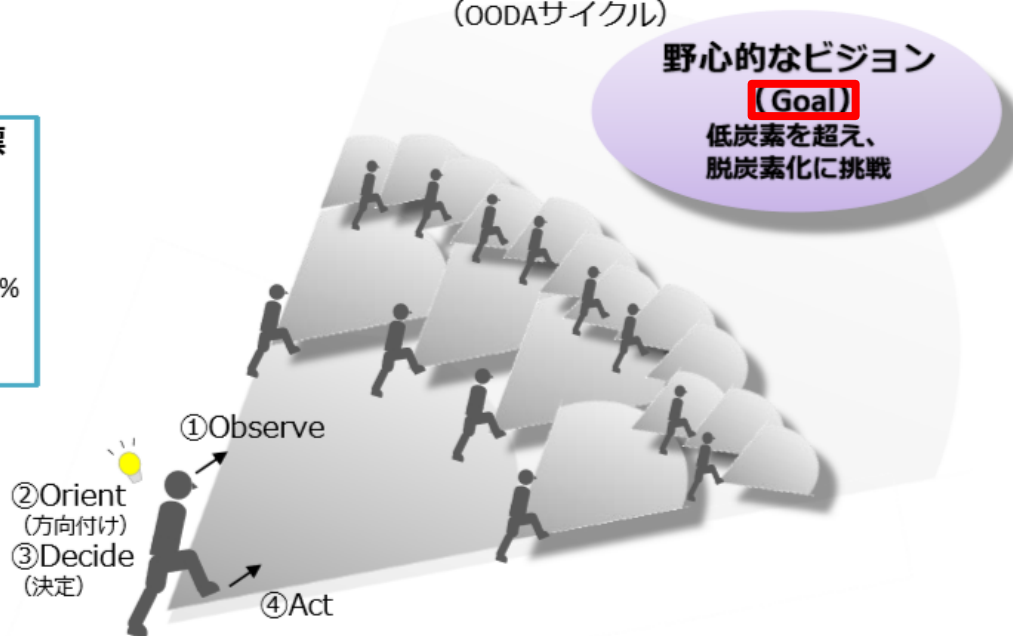 （OODAサイクル）
野心的なビジョン
（Goal）
低炭素を超え、
脱炭素化に挑戦
標
%
①Observe
②Orient
（方向付け）
③Decide
（決定）
④Act